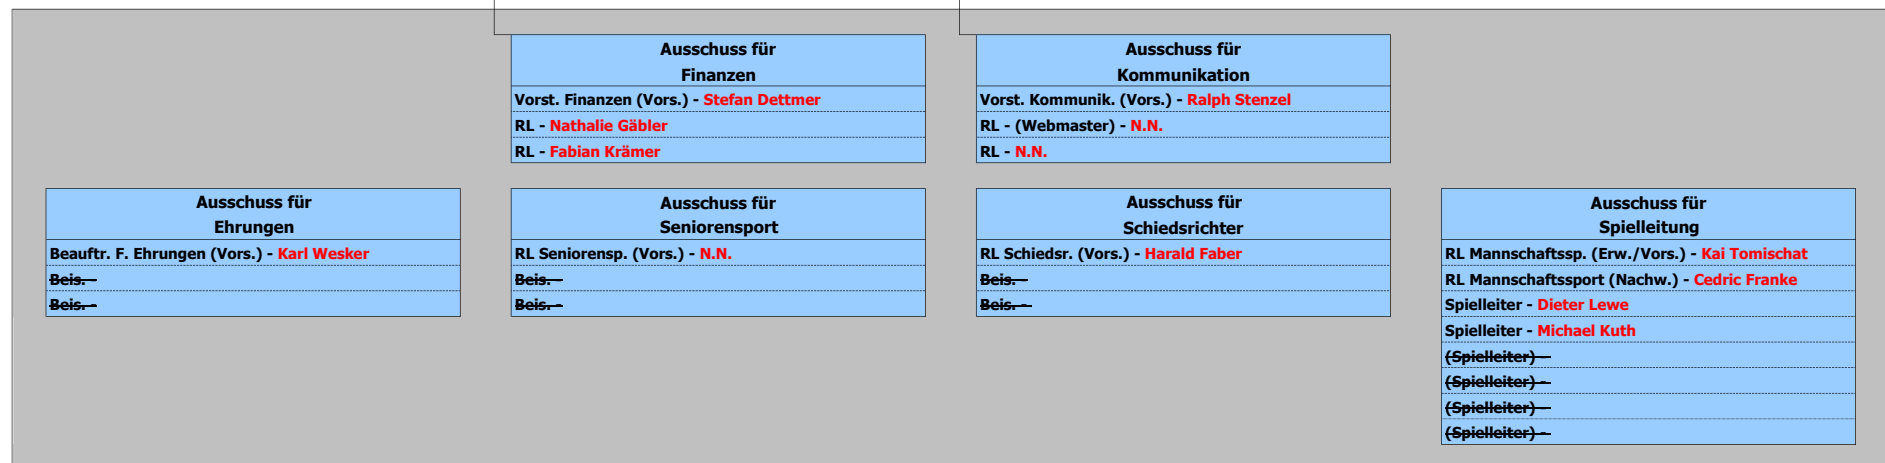 Ausschuss für
Finanzen
Vorst. Finanzen (Vors.) - Stefan Dettmer
RL - Nathalie Gäbler
RL - Fabian Krämer
Ausschuss für
Kommunikation
Vorst. Kommunik. (Vors.) - Ralph Stenzel
RL - (Webmaster) - N.N.
RL - N.N.
Ausschuss für
Ehrungen
Beauftr. F. Ehrungen (Vors.) - Karl Wesker
Beis. -
Beis. -
Ausschuss für
Seniorensport
RL Seniorensp. (Vors.) - N.N.
Beis. -
Beis. -
Ausschuss für
Schiedsrichter
RL Schiedsr. (Vors.) - Harald Faber
Beis. -
Beis. -
Ausschuss für
Spielleitung
RL Mannschaftssp. (Erw./Vors.) - Kai Tomischat
RL Mannschaftssport (Nachw.) - Cedric Franke
Spielleiter - Dieter Lewe
Spielleiter - Michael Kuth
(Spielleiter) -
(Spielleiter) -
(Spielleiter) -
(Spielleiter) -